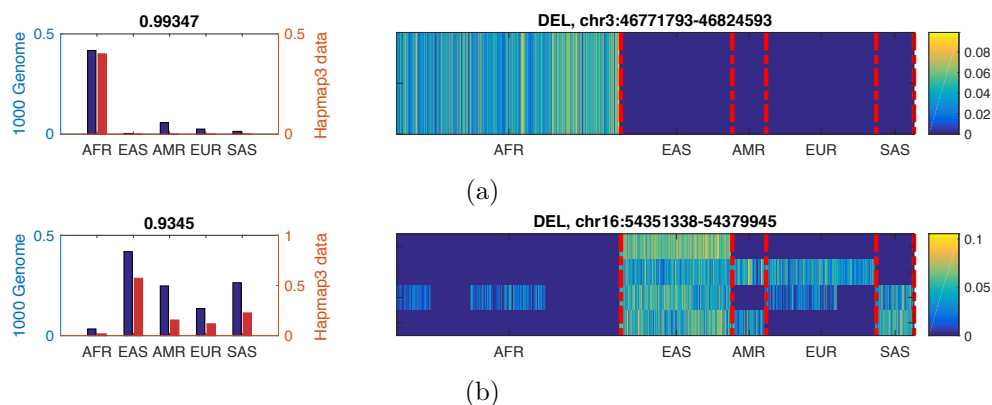 0.99347
DEL, chr3:46771793-46824593
0.5
0
1000 Genome
0.5
0
Hapmap3 data
AFR EAS AMR EUR SAS
AFR EAS AMR EUR SAS
0.08
0.06
0.04
0.02
0
(a)
0.9345
DEL, chr16:54351338-54379945
0.5
0
1000 Genome
1
0.5
0
Hapmap3 data
AFR EAS AMR EUR SAS
AFR EAS AMR EUR SAS
0.1
0.05
0
(b)